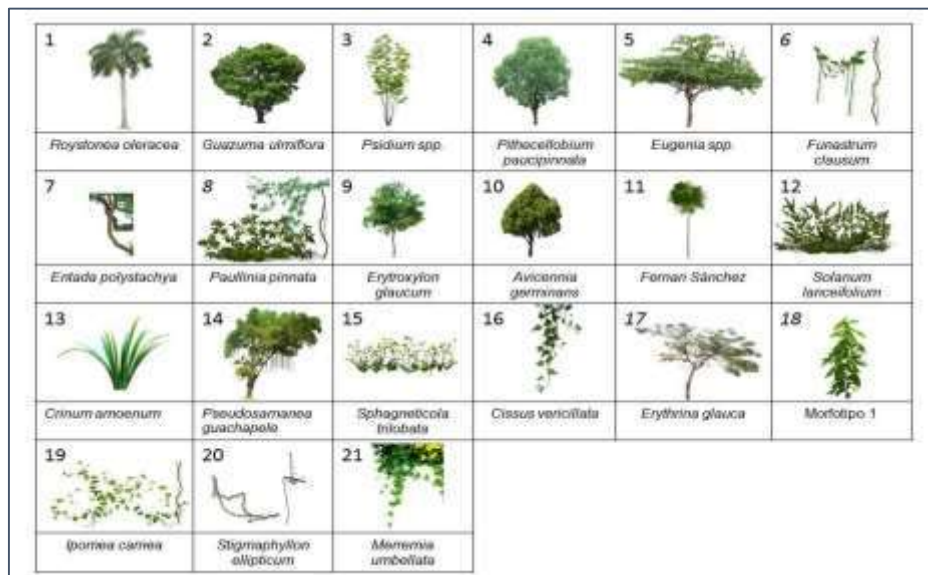 1 2 3 4 5 6
Roystonea oleracea Guazuma ulmiflora Psidium spp. Pithecellobium paucipinnata Eugenia spp Funastrum clausum
7 8 9 10 11 12
Entada polystachya Paullinia pinnata Erytroxylon glaucum Avicennia germinans Fernan Sánchez Solanum lanceifolium
13 14 15 16 17 18
Crinum amoenum Pseudosamanea guachapele Sphagneticola trilobata Cissus vericillata Erythrina glauca Morfotipo 1
19 20 21
Ipomea carnea Stigmaphyllon ellipticum Merremia umbellata